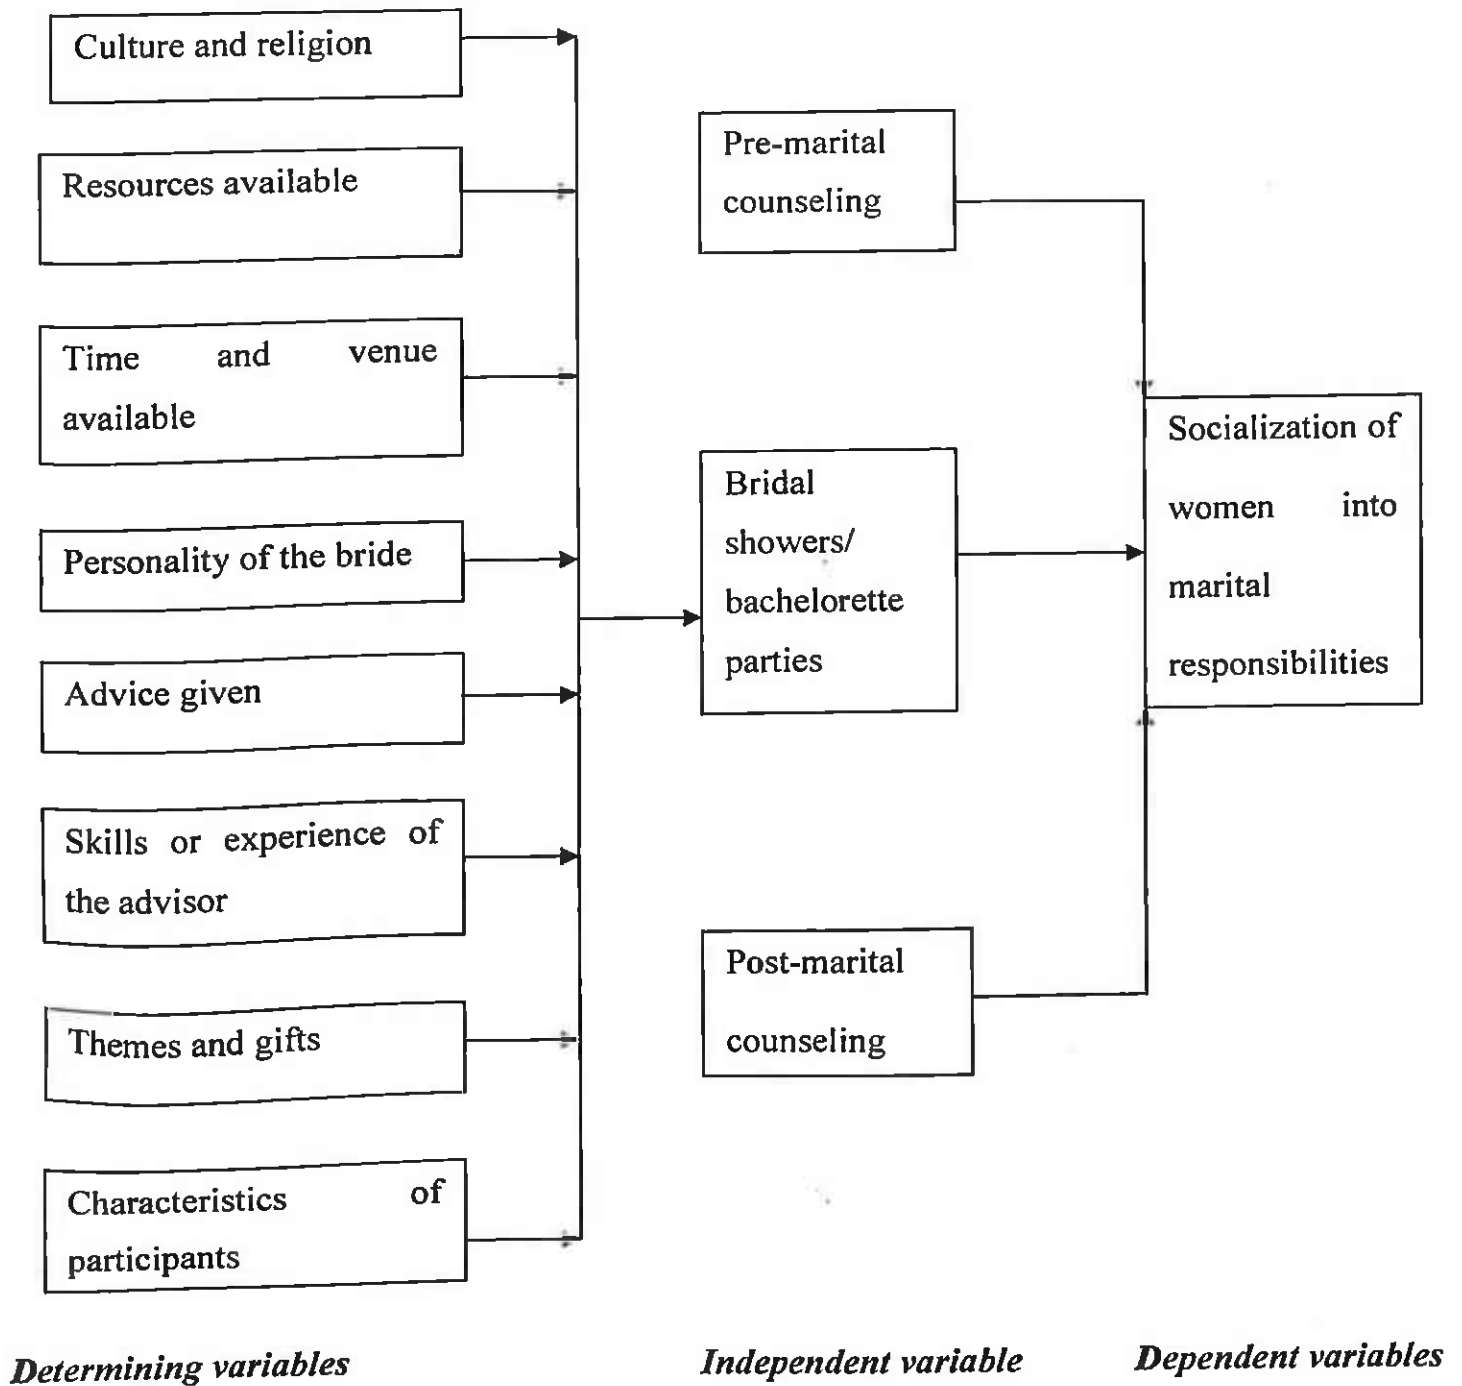 Culture and religion
Resources available
Time and venue
available
Personality of the bride
Advice given
Skills or experience of
the advisor
Themes and gifts
Characteristics of
participants
Pre-marital
counseling
Bridal
showers/
bachelorette
parties
Post-marital
counseling
Socialization of
women into
marital
responsibilities
Determining variables
Independent variable
Dependent variables